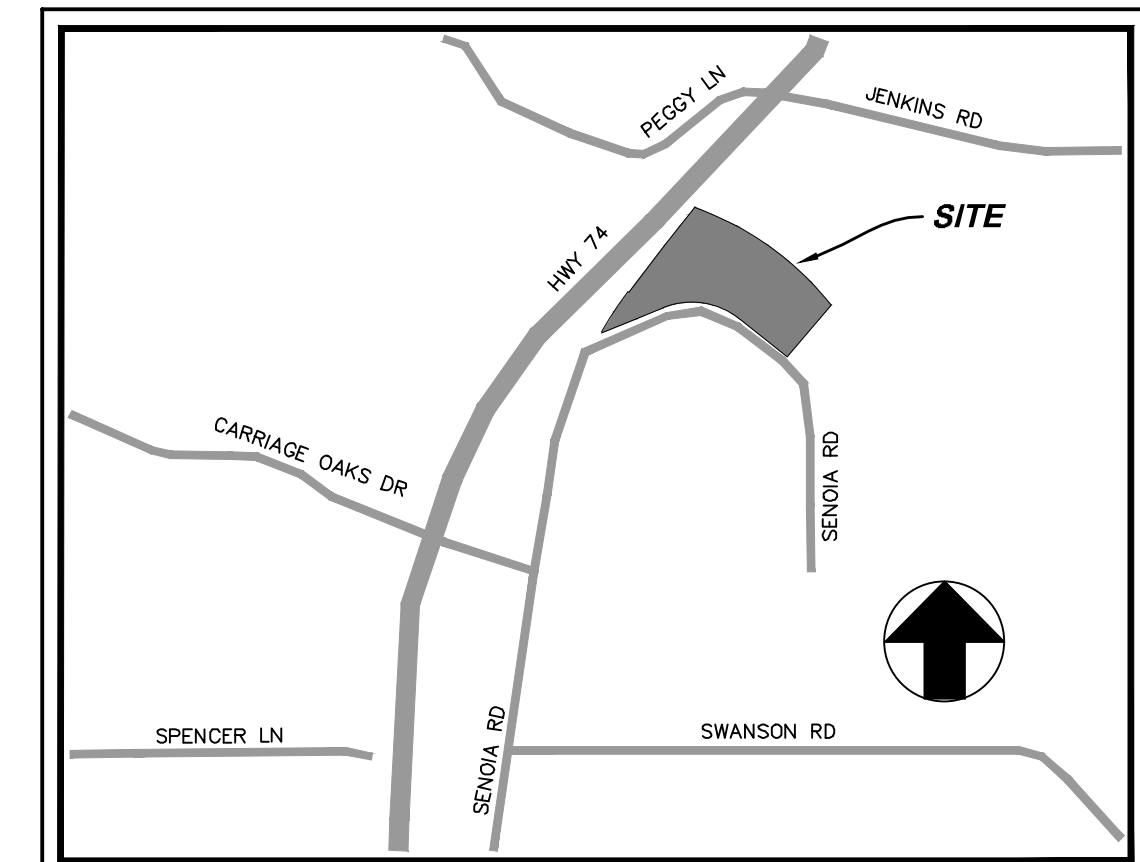 PEGGY LN
JENKINS RD
SITE
HWY 74
CARRIAGE OAKS DR
SENOIA RD
SPENCER LN
SENOIA RD
SWANSON RD